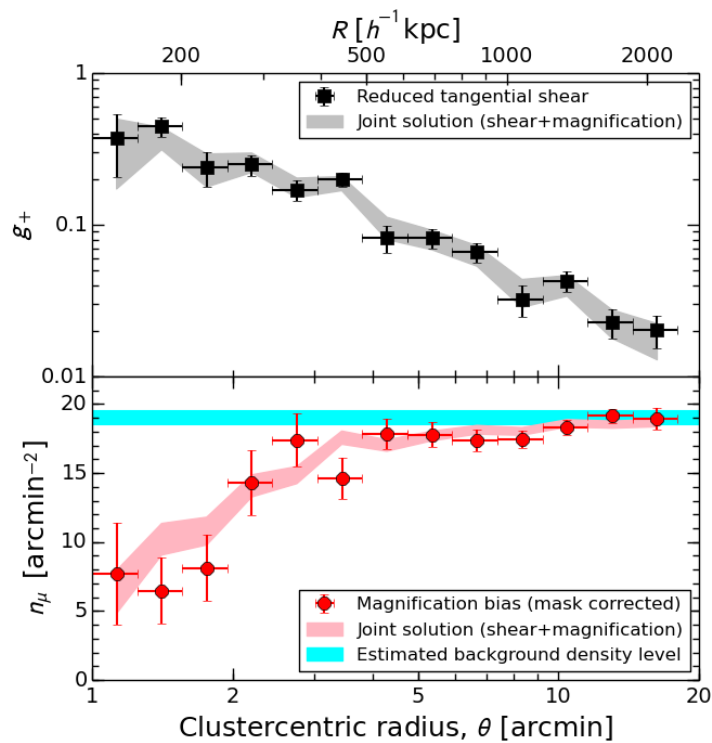 R [h⁻¹ kpc]
200 500 1000 2000
1
0.1
0.01
g₊
Reduced tangential shear
Joint solution (shear+magnification)
20
15
10
5
0
n_μ [arcmin⁻²]
Magnification bias (mask corrected)
Joint solution (shear+magnification)
Estimated background density level
1 2 5 10 20
Clustercentric radius, θ [arcmin]